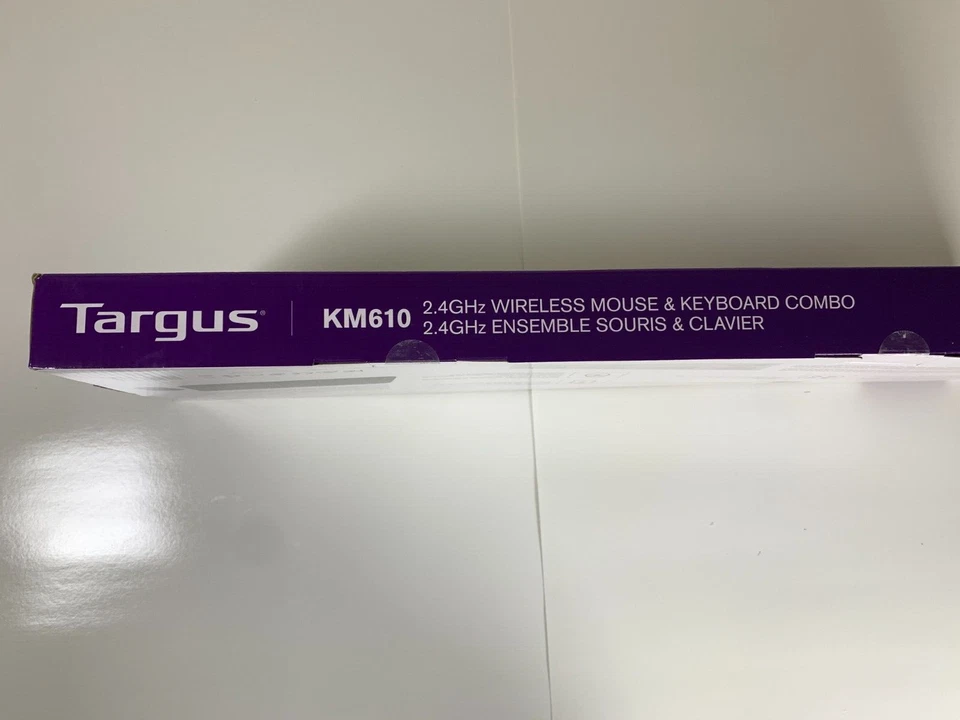 Targus
KM610
2.4GHz WIRELESS MOUSE & KEYBOARD COMBO
2.4GHz ENSEMBLE SOURIS & CLAVIER